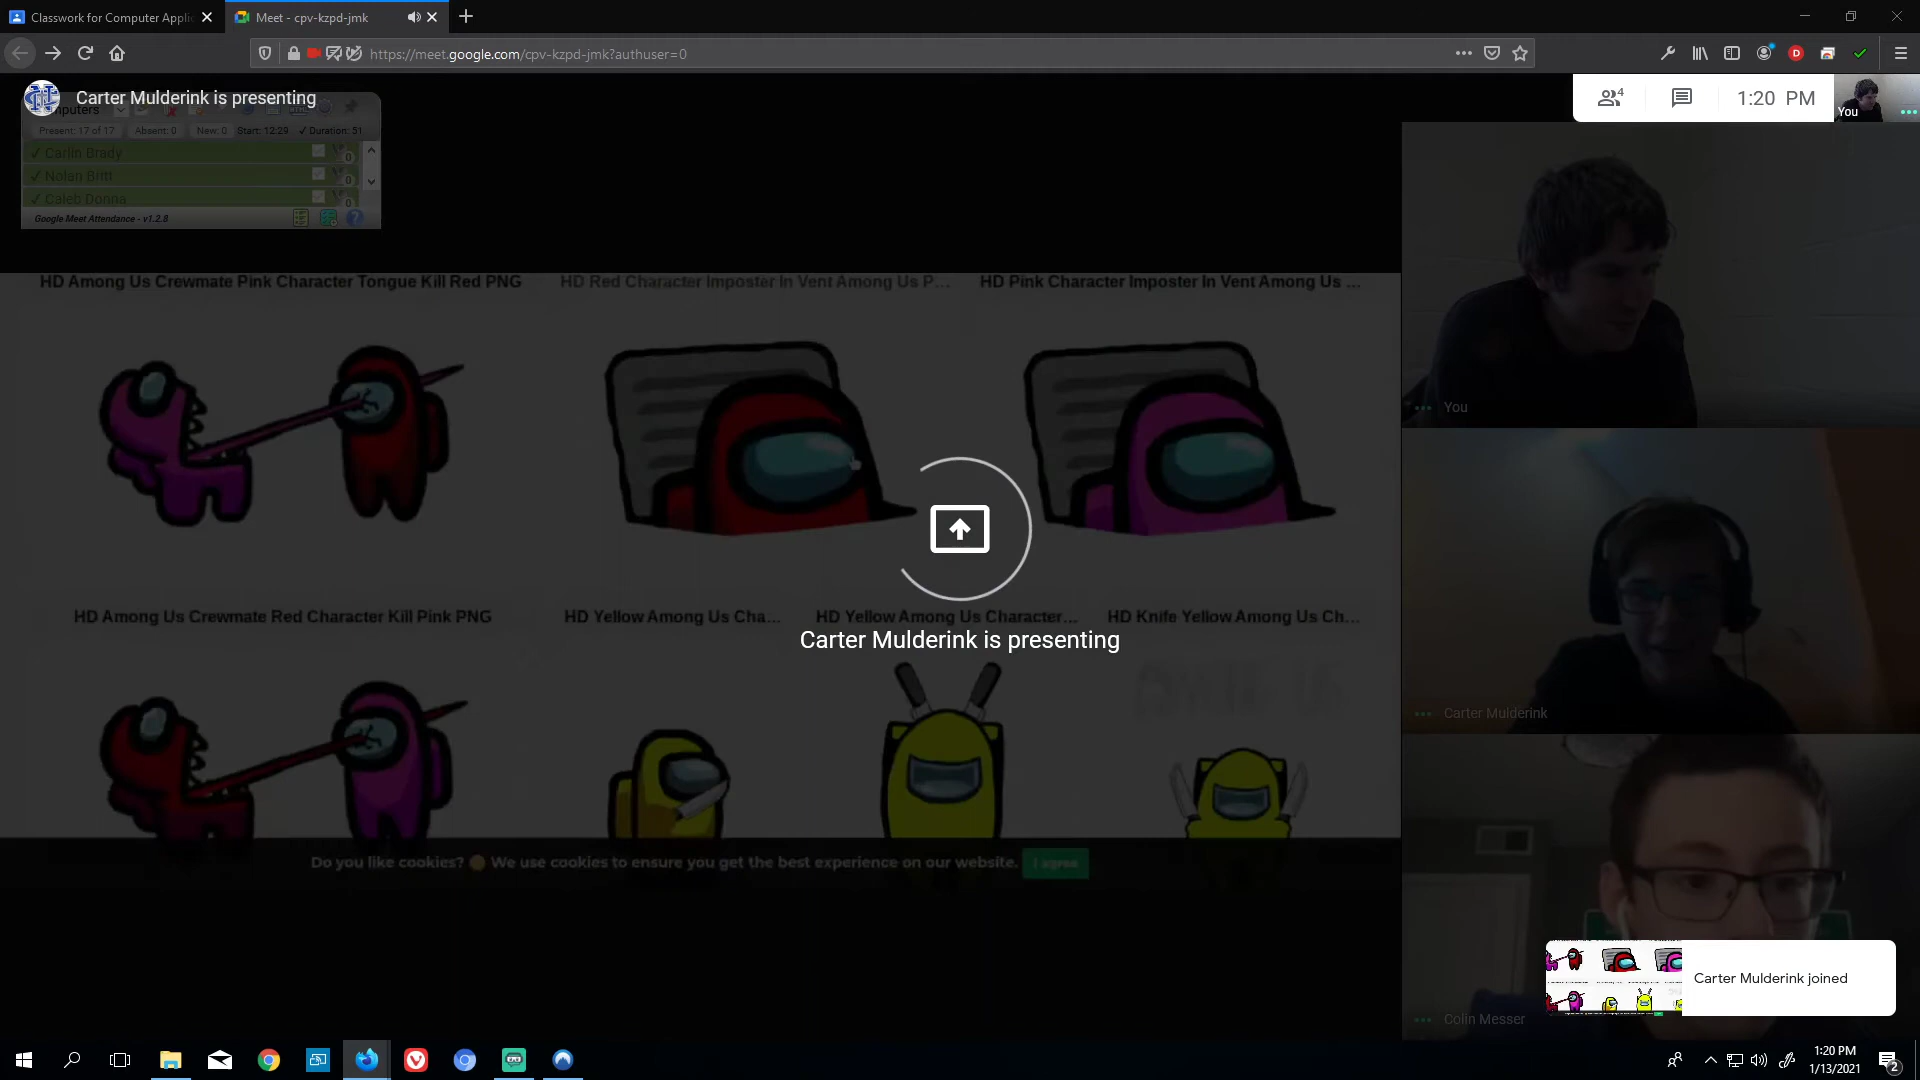 Classwork for Computer Applic
Meet - cpv-kzpd-jmk
https://meet.google.com/cpv-kzpd-jmk?authuser=0
Carter Mulderink is presenting
4
1:20 PM
You
Present: 17 of 17 Absent: 0 New: 0 Start: 12:29 ✓ Duration: 51
✓ Carlin Brady 0
✓ Nolan Britt 0
✓ Caleb Donna 0
Google Meet Attendance - v1.2.8
HD Among Us Crewmate Pink Character Tongue Kill Red PNG
HD Red Character Imposter In Vent Among Us P...
HD Pink Character Imposter In Vent Among Us ...
You
HD Among Us Crewmate Red Character Kill Pink PNG
HD Yellow Among Us Cha...
HD Yellow Among Us Character...
HD Knife Yellow Among Us Ch...
Carter Mulderink is presenting
Carter Mulderink
AMONG US
Do you like cookies? We use cookies to ensure you get the best experience on our website. I agree
Carter Mulderink joined
Colin Messer
1:20 PM
1/13/2021
2